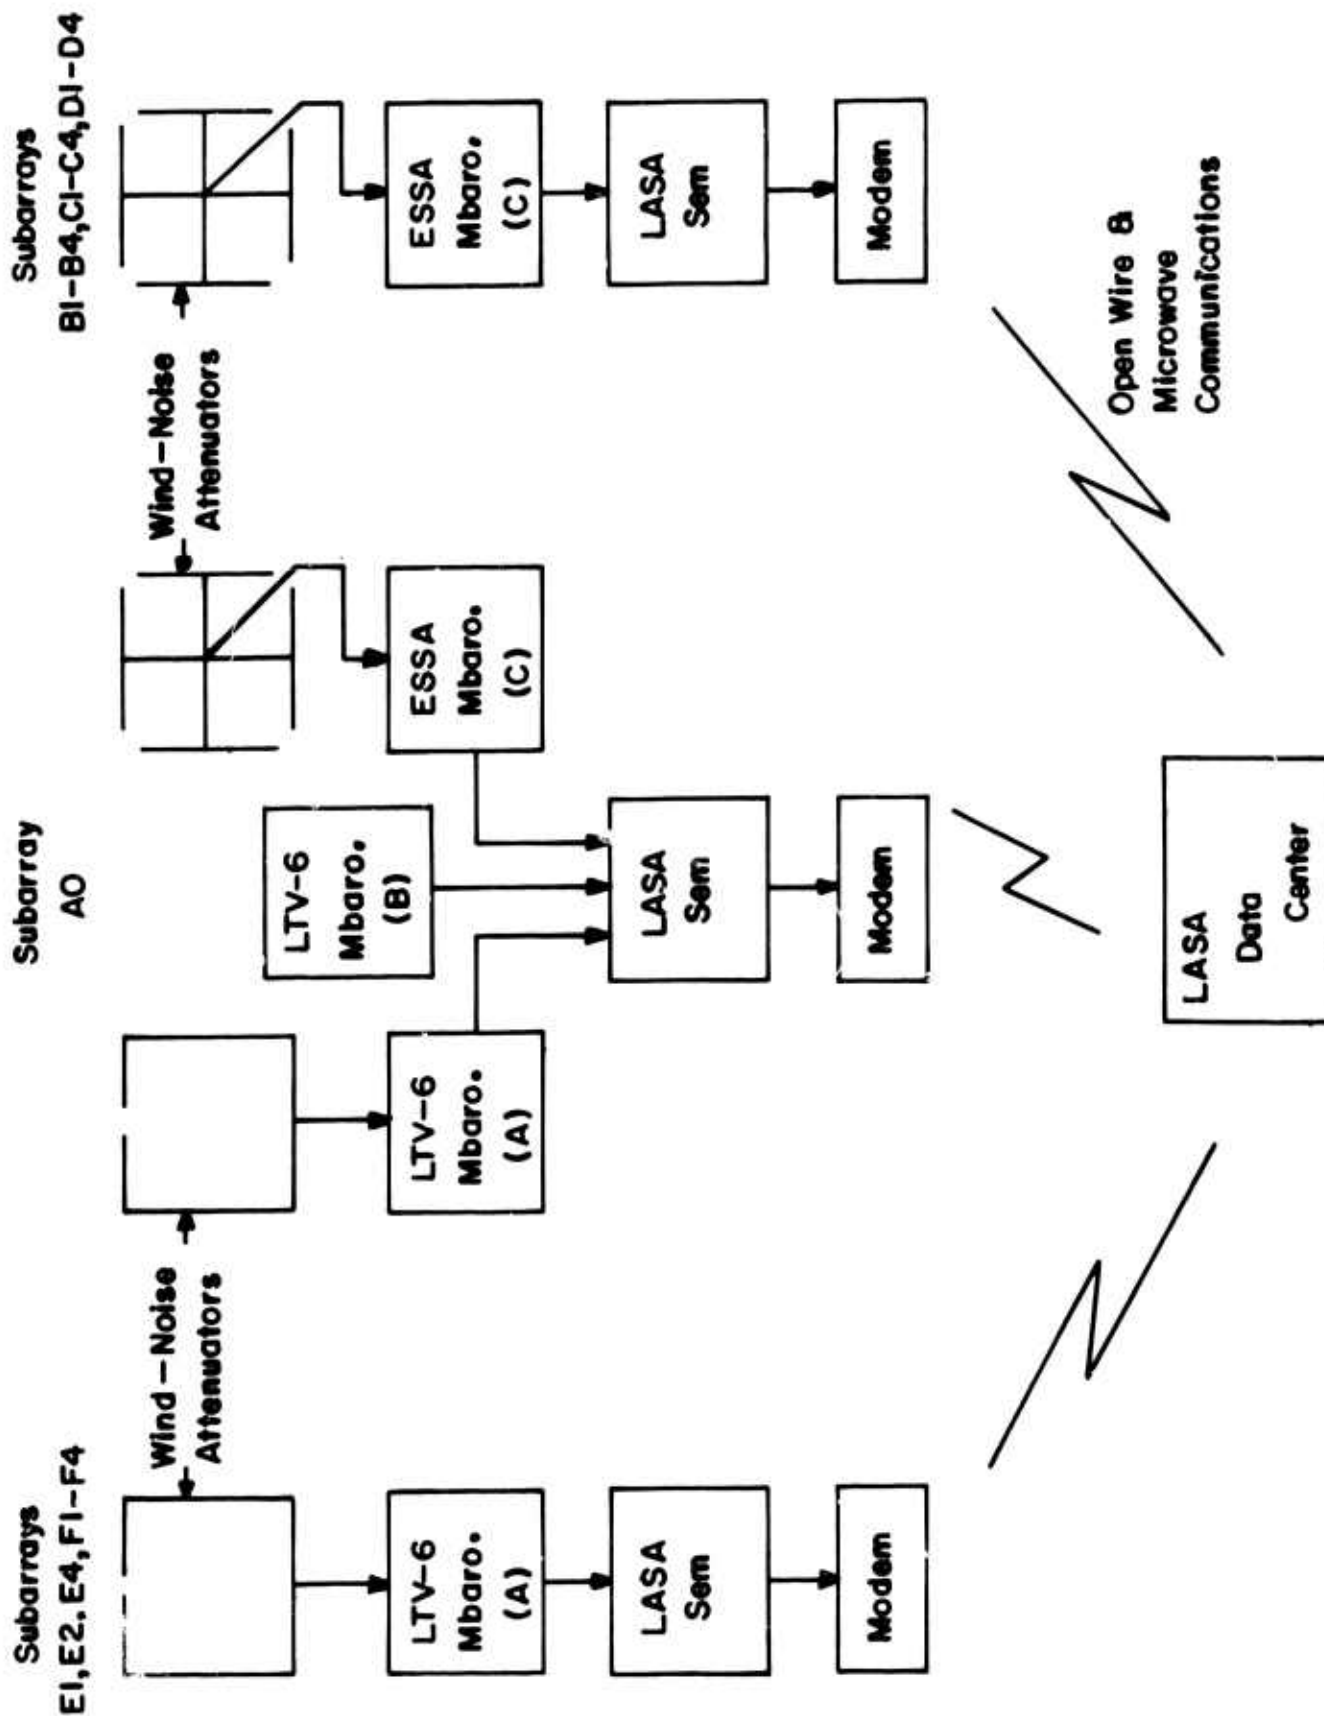 Subarrays
E1,E2.E4,F1-F4
Subarray
AO
Subarrays
B1-B4,C1-C4,D1-D4
Wind-Noise
Attenuators
Wind-Noise
Attenuators
LTV-6
Mbaro.
(A)
LTV-6
Mbaro.
(A)
LTV-6
Mbaro.
(B)
ESSA
Mbaro.
(C)
ESSA
Mbaro.
(C)
LASA
Sem
LASA
Sem
LASA
Sem
Modem
Modem
Modem
Open Wire &
Microwave
Communications
LASA
Data
Center